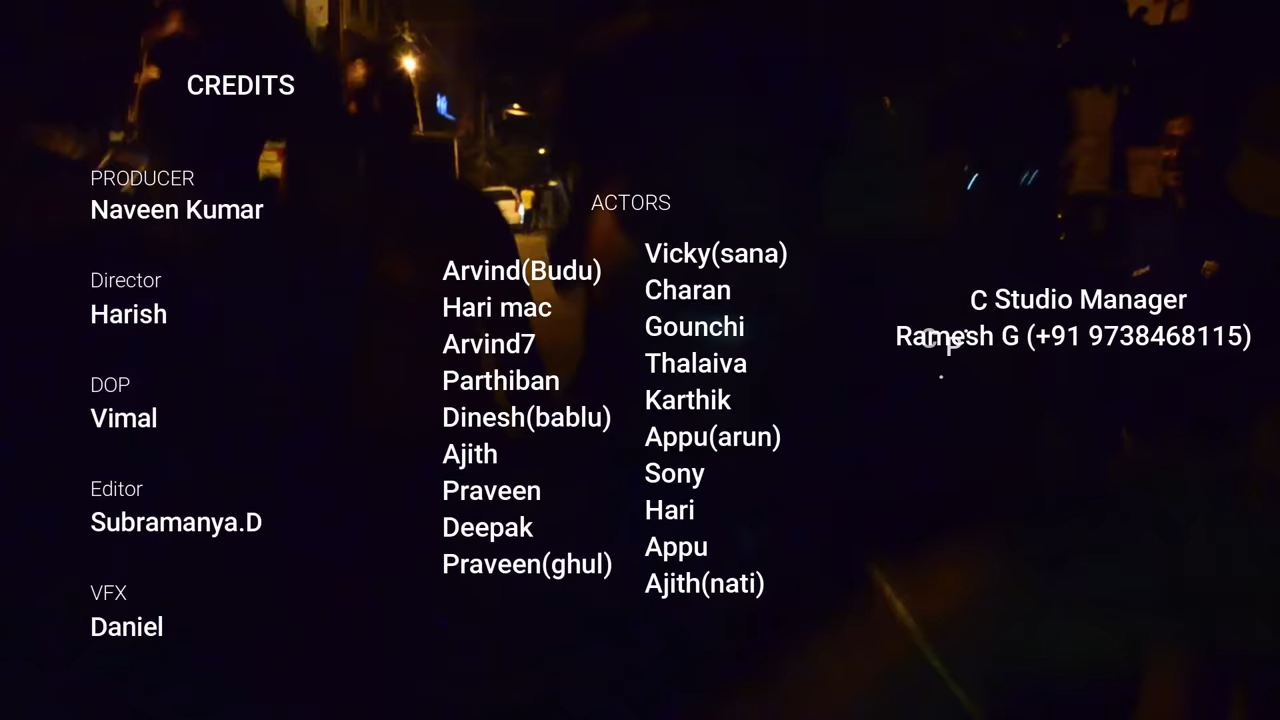 CREDITS
PRODUCER
Naveen Kumar
Director
Harish
DOP
Vimal
Editor
Subramanya.D
VFX
Daniel
ACTORS
Arvind(Budu)
Hari mac
Arvind7
Parthiban
Dinesh(bablu)
Ajith
Praveen
Deepak
Praveen(ghul)
Vicky(sana)
Charan
Gounchi
Thalaiva
Karthik
Appu(arun)
Sony
Hari
Appu
Ajith(nati)
C Studio Manager
Ramesh G (+91 9738468115)